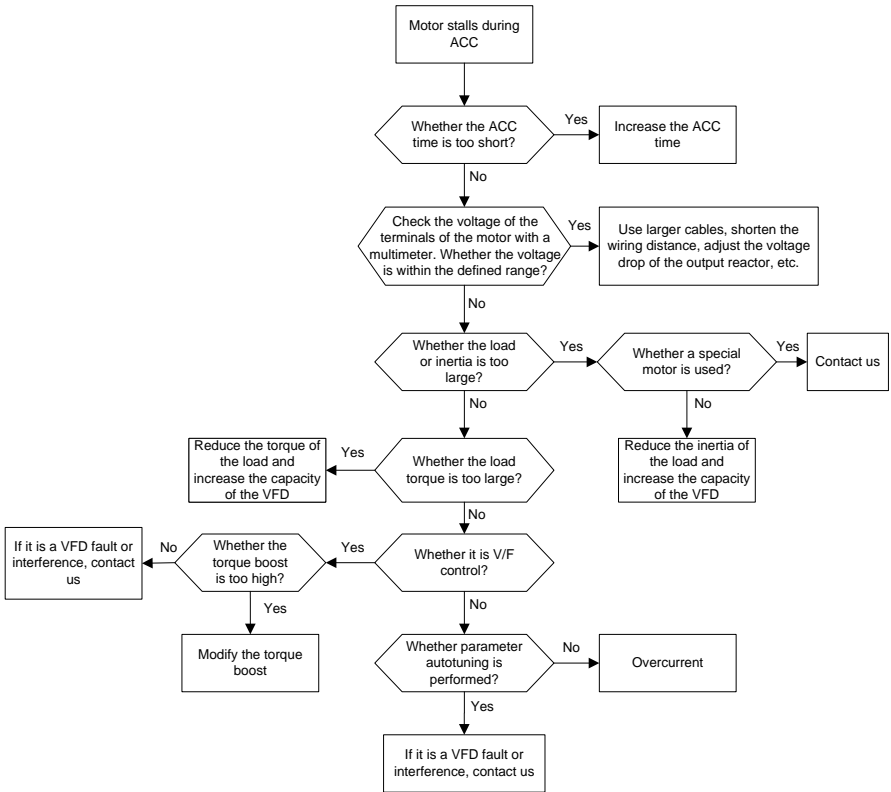 Motor stalls during
ACC
Whether the ACC
time is too short?
Yes
Increase the ACC
time
No
Check the voltage of the
terminals of the motor with a
multimeter. Whether the voltage
is within the defined range?
Yes
Use larger cables, shorten the
wiring distance, adjust the voltage
drop of the output reactor, etc.
No
Whether the load
or inertia is too
large?
Yes
Whether a special
motor is used?
Yes
Contact us
No
No
Reduce the torque of
the load and
increase the capacity
of the VFD
Yes
Whether the load
torque is too large?
Reduce the inertia of
the load and
increase the capacity
of the VFD
No
If it is a VFD fault or
interference, contact
us
No
Whether the
torque boost
is too high?
Yes
Whether it is V/F
control?
Yes
No
Modify the torque
boost
Whether parameter
autotuning is
performed?
No
Overcurrent
Yes
If it is a VFD fault or
interference, contact us